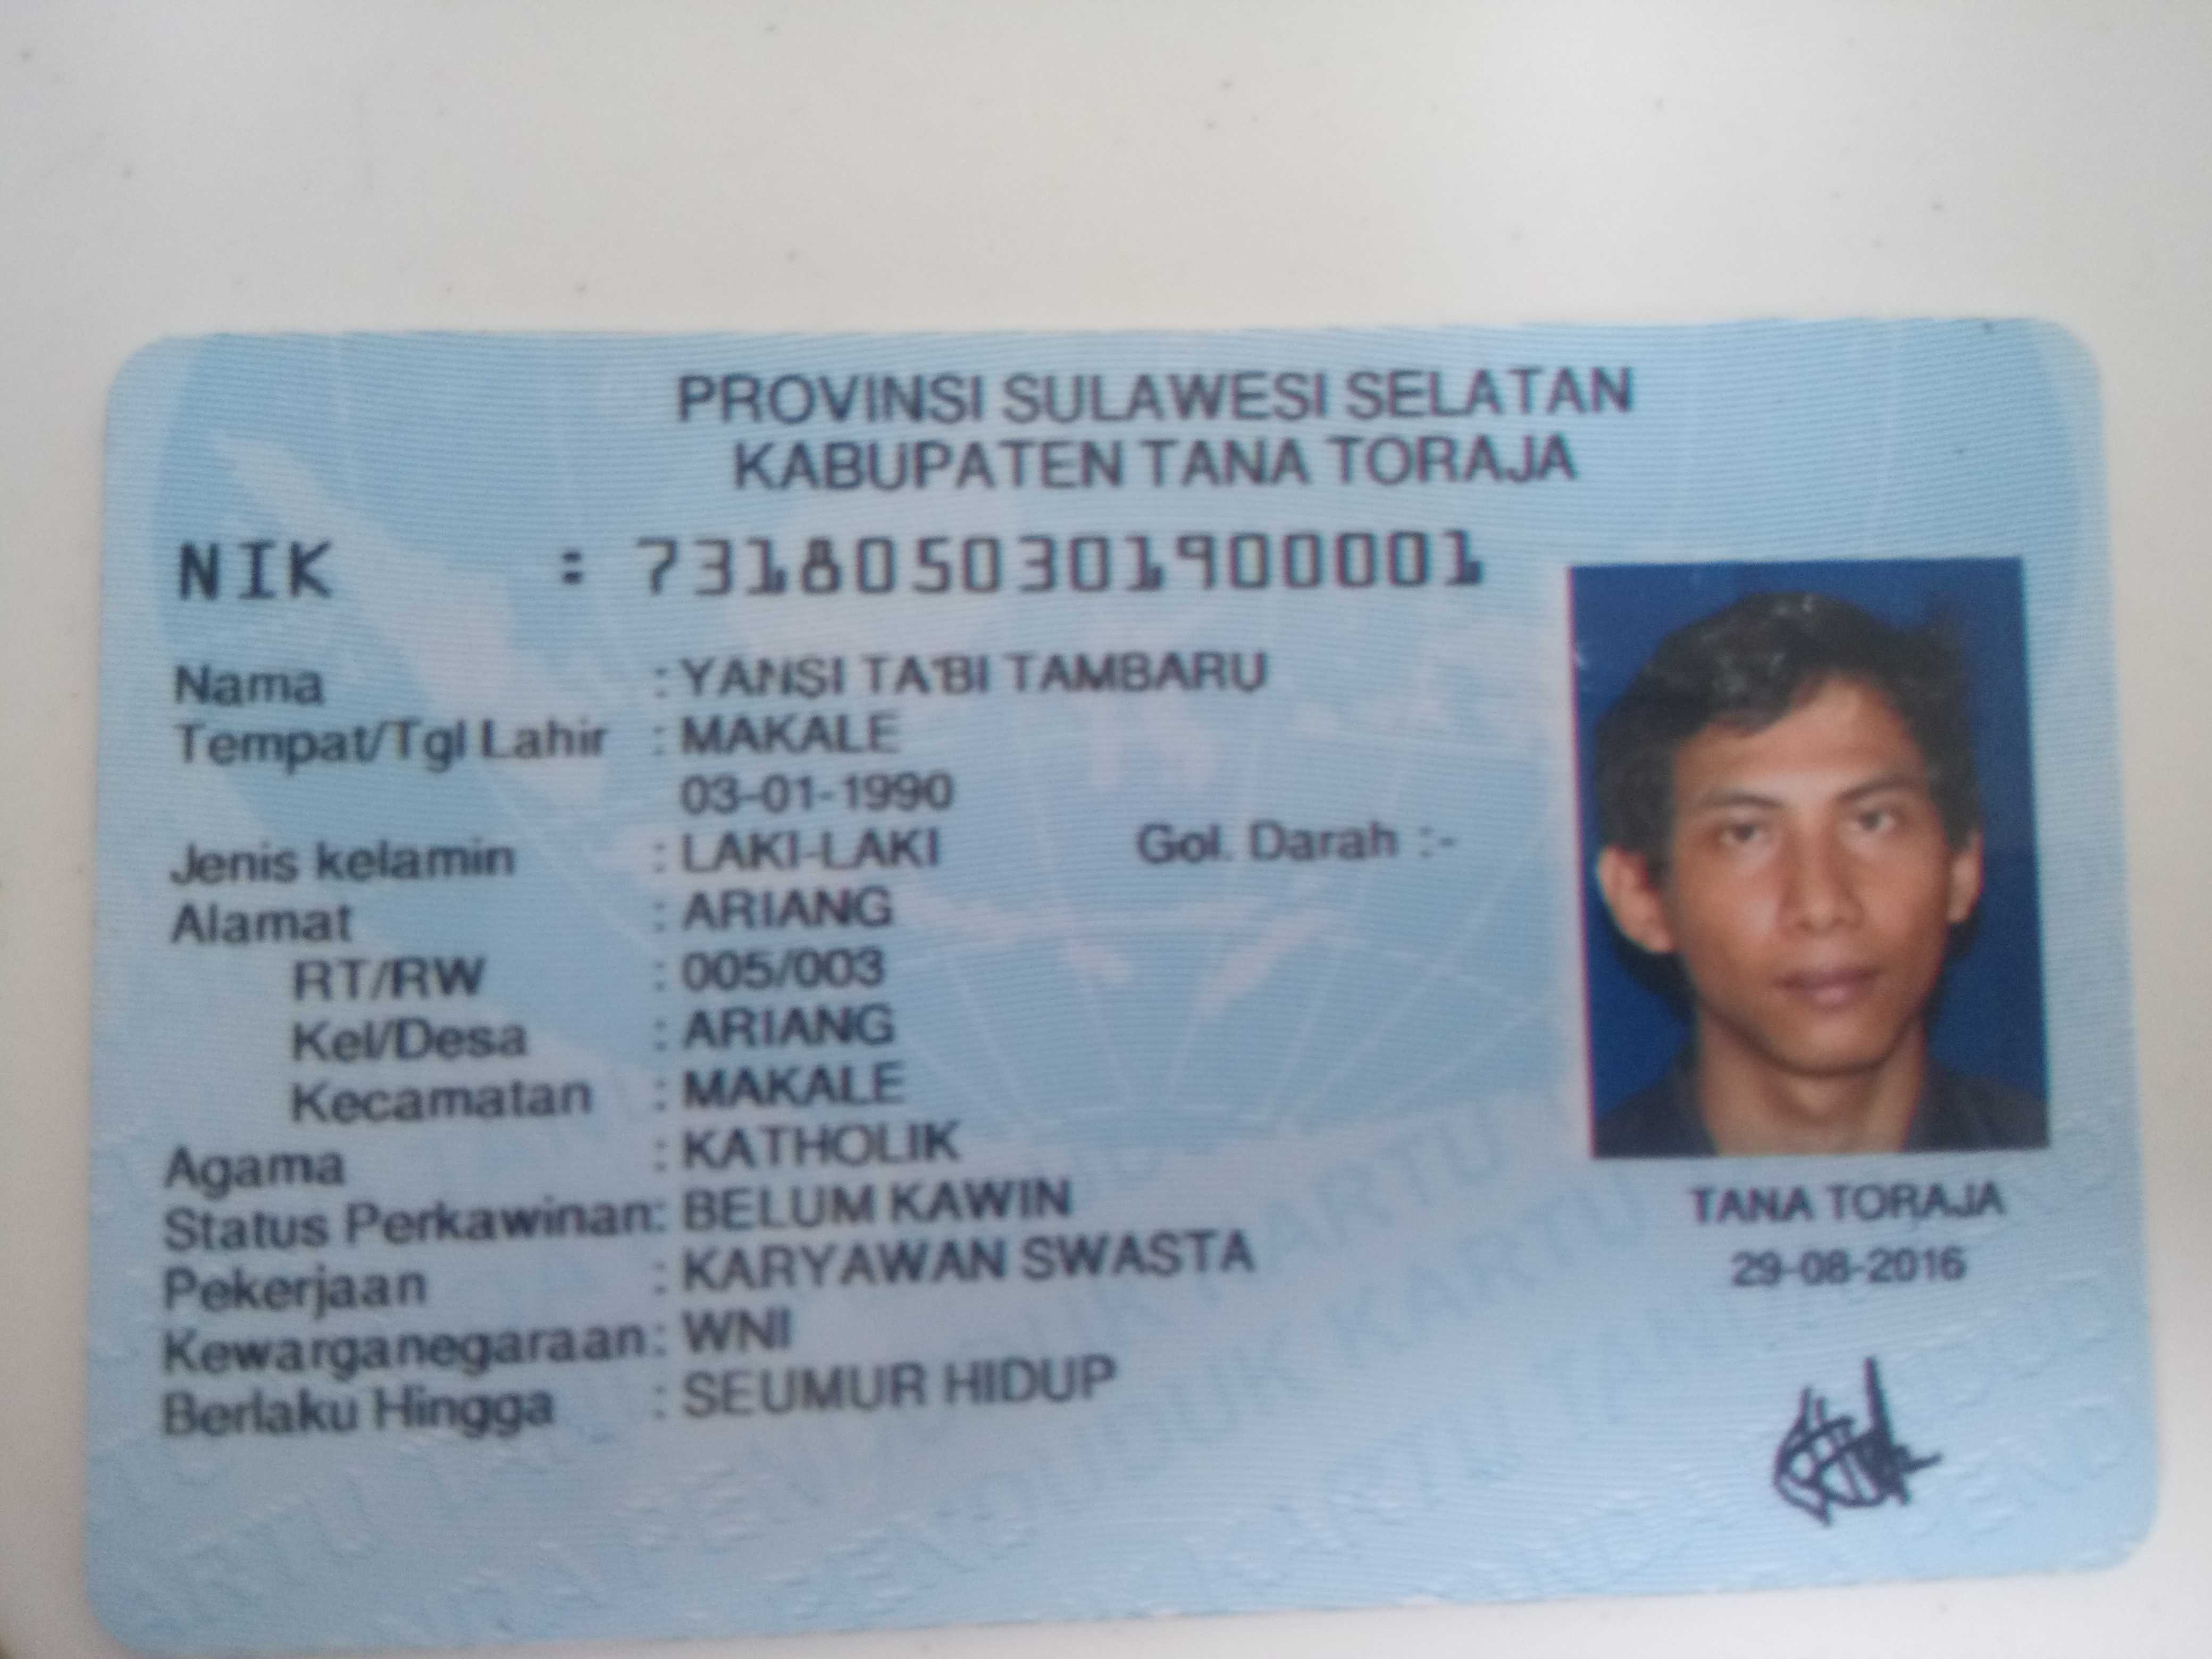 PROVINSI SULAWESI SELATAN
KABUPATEN TANA TORAJA
NIK : 7318050301900001
Nama : YANSI TA'BI TAMBARU
Tempat/Tgl Lahir : MAKALE
03-01-1990
Jenis kelamin : LAKI-LAKI Gol. Darah :-
Alamat : ARIANG
RT/RW : 005/003
Kel/Desa : ARIANG
Kecamatan : MAKALE
Agama : KATHOLIK
Status Perkawinan: BELUM KAWIN
Pekerjaan : KARYAWAN SWASTA
Kewarganegaraan: WNI
Berlaku Hingga : SEUMUR HIDUP
TANA TORAJA
29-08-2016